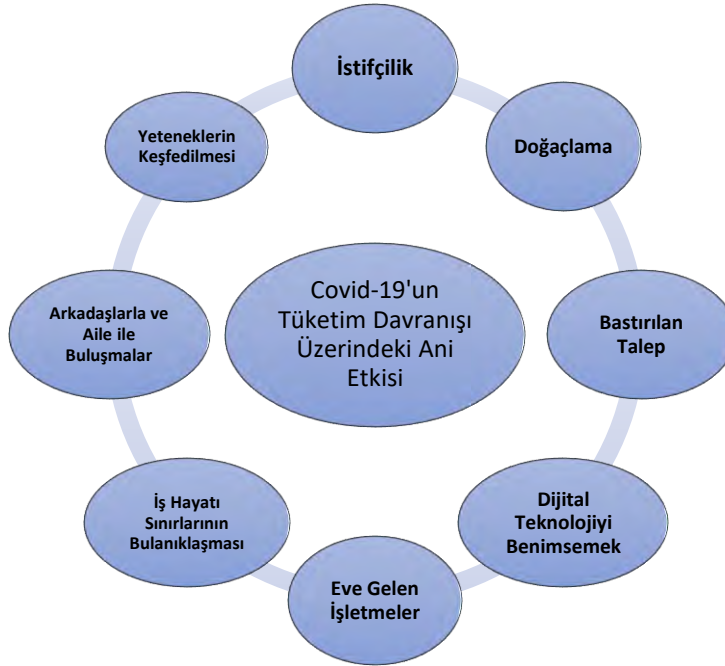 İstifçilik
Doğaçlama
Bastırılan
Talep
Dijital
Teknolojiyi
Benimsemek
Eve Gelen
İşletmeler
İş Hayatı
Sınırlarının
Bulanıklaşması
Arkadaşlarla ve
Aile ile
Buluşmalar
Yeteneklerin
Keşfedilmesi
Covid-19'un
Tüketim Davranışı
Üzerindeki Ani
Etkisi